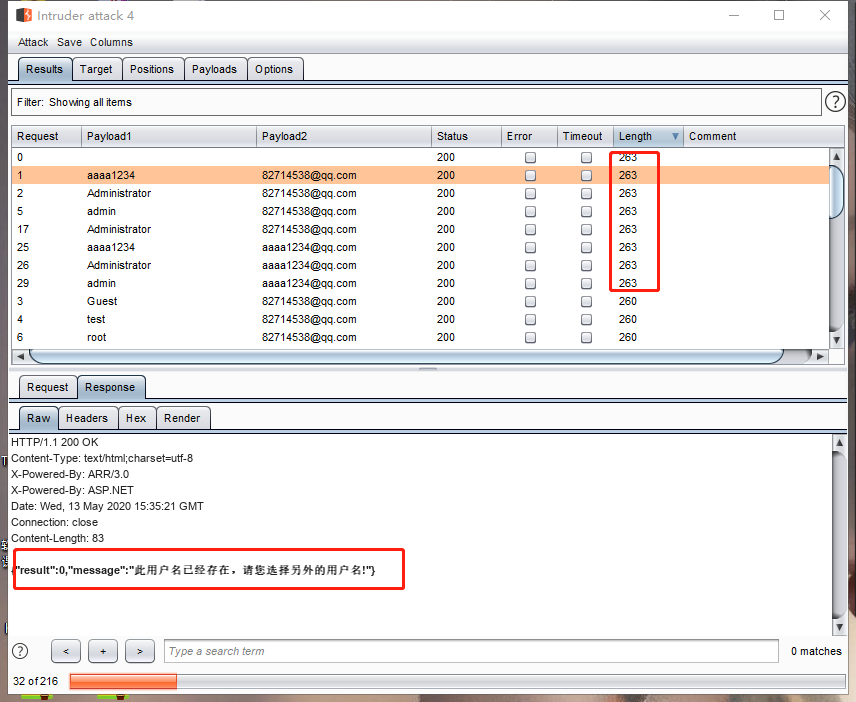 Intruder attack 4
Attack Save Columns
Results Target Positions Payloads Options
Filter: Showing all items
?
Request Payload1 Payload2 Status Error Timeout Length Comment
0 200 263
1 aaaa1234 82714538@qq.com 200 263
2 Administrator 82714538@qq.com 200 263
5 admin 82714538@qq.com 200 263
17 Administrator 82714538@qq.com 200 263
25 aaaa1234 aaaa1234@qq.com 200 263
26 Administrator aaaa1234@qq.com 200 263
29 admin aaaa1234@qq.com 200 263
3 Guest 82714538@qq.com 200 260
4 test 82714538@qq.com 200 260
6 root 82714538@qq.com 200 260
Request Response
Raw Headers Hex Render
HTTP/1.1 200 OK
Content-Type: text/html;charset=utf-8
X-Powered-By: ARR/3.0
X-Powered-By: ASP.NET
Date: Wed, 13 May 2020 15:35:21 GMT
Connection: close
Content-Length: 83
{"result":0,"message":"此用户名已经存在，请您选择另外的用户名!"}
? < + > Type a search term 0 matches
32 of 216